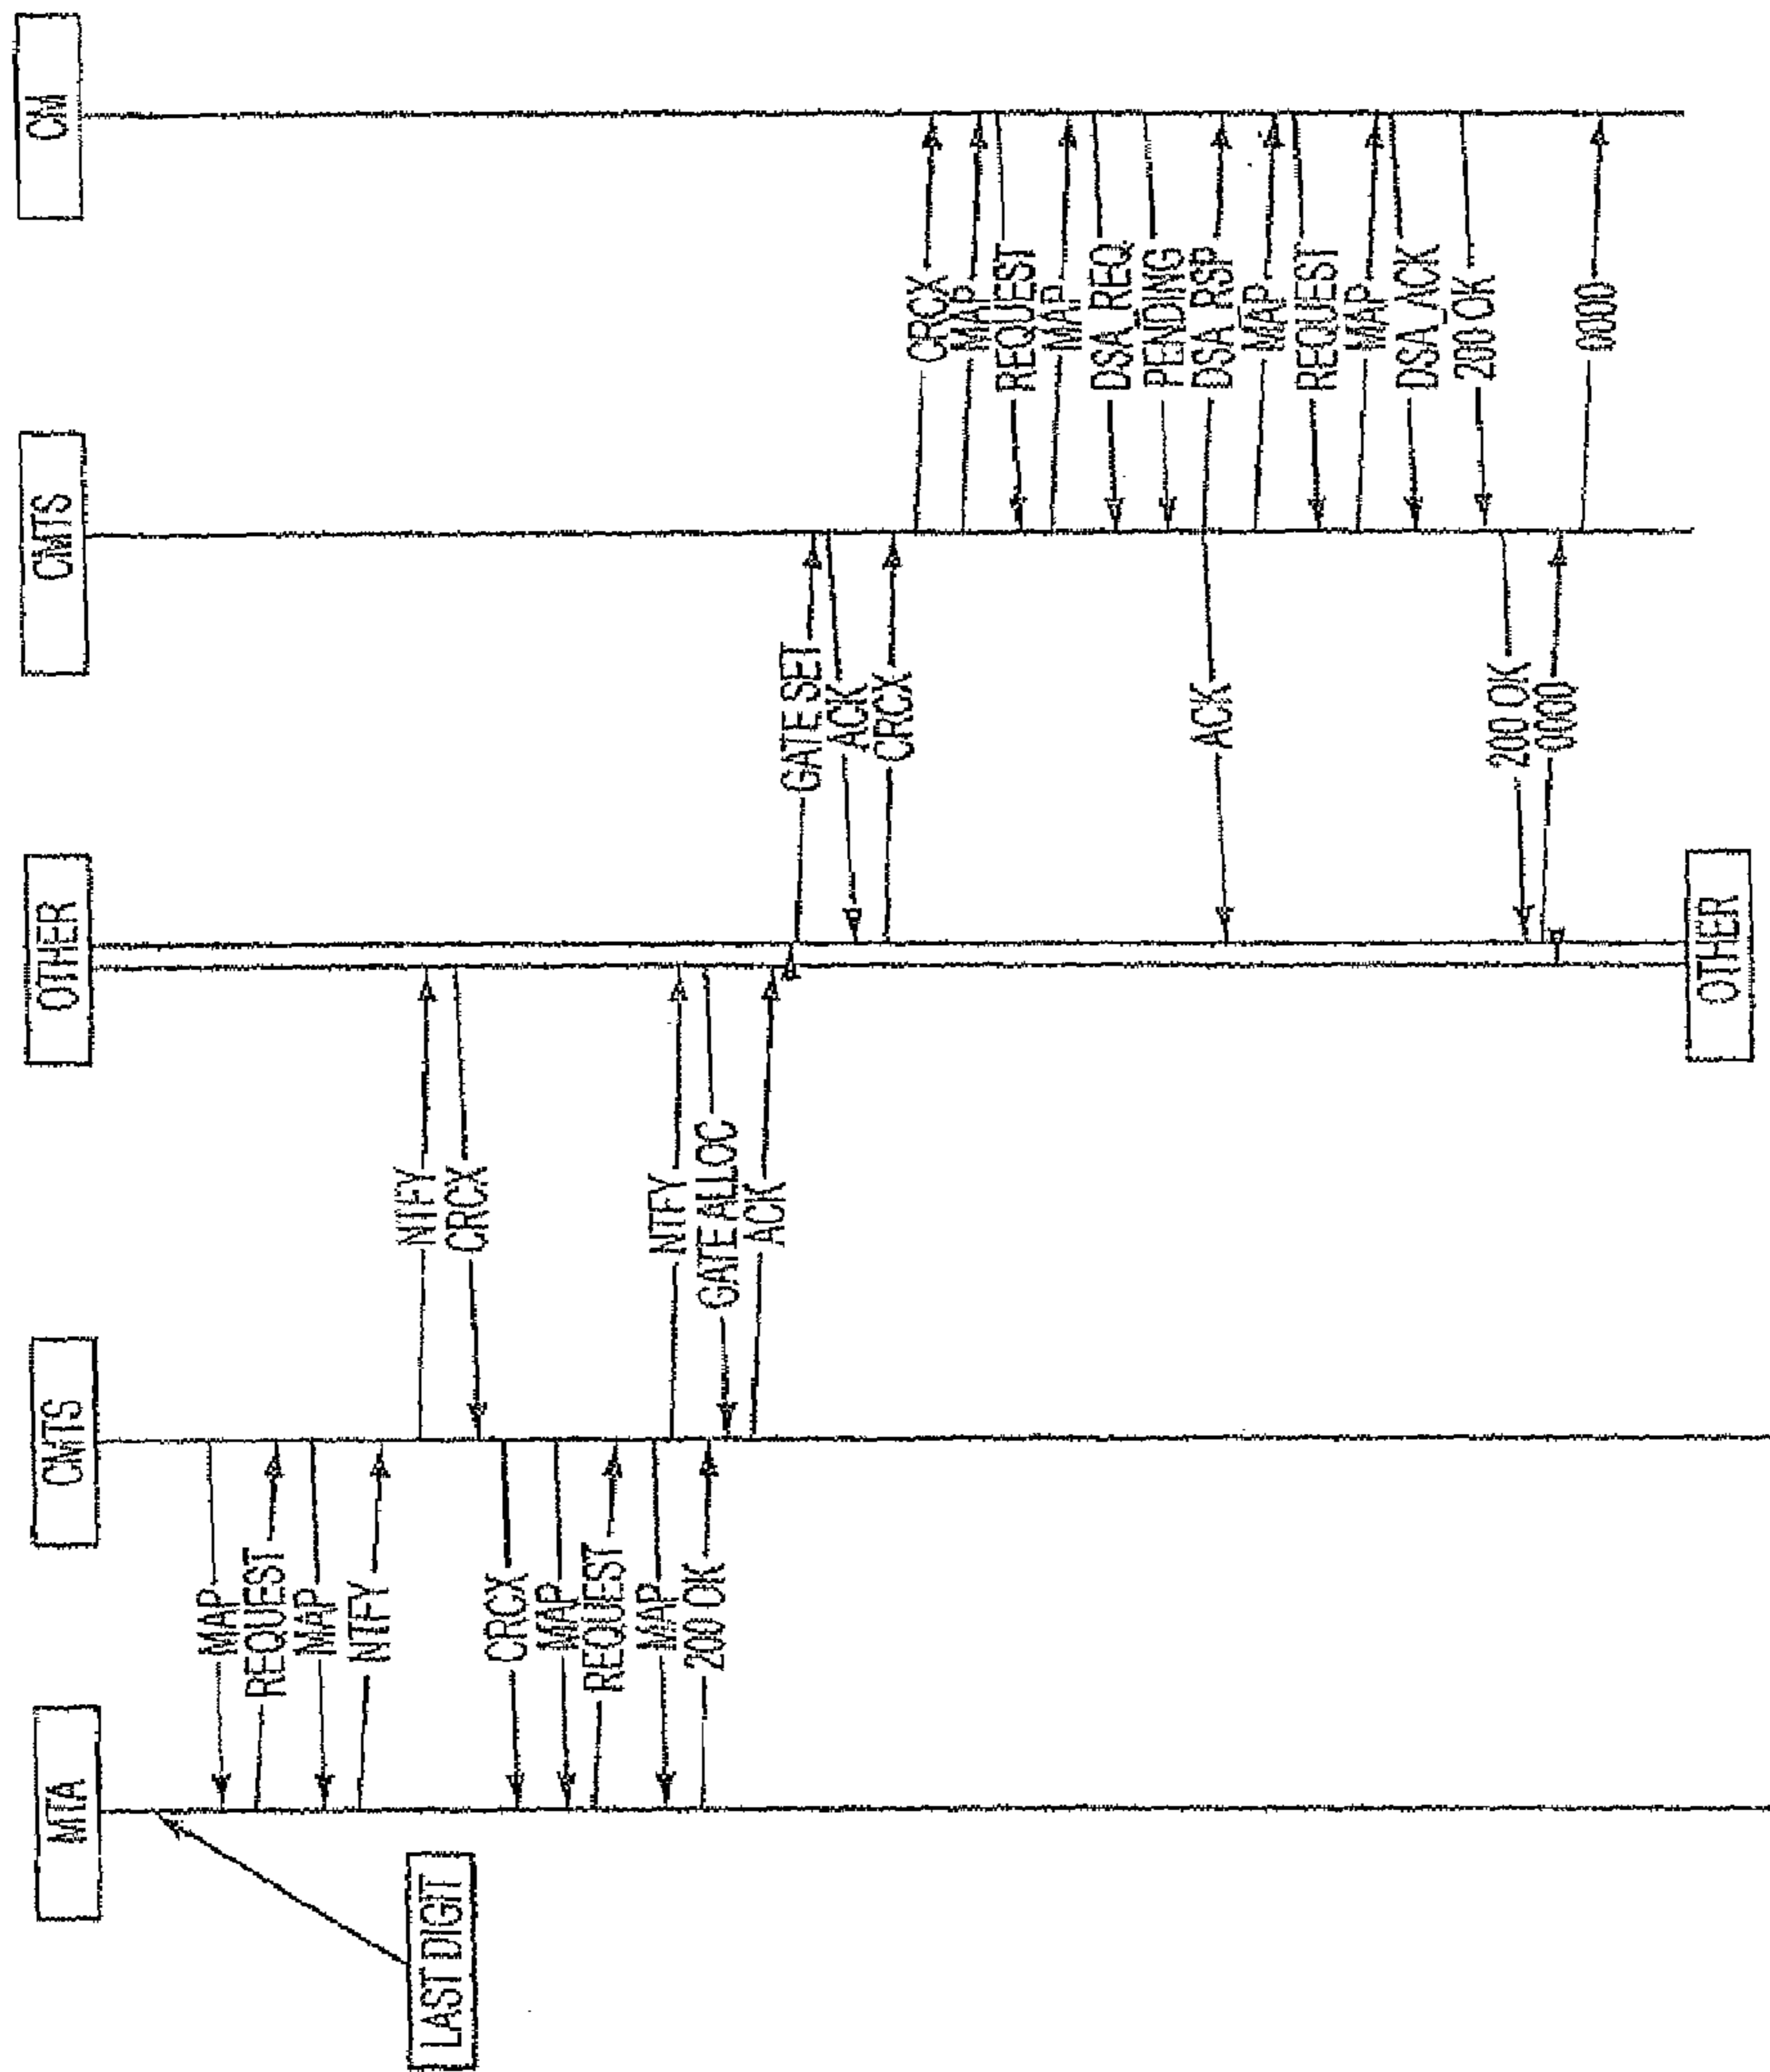 MTA
CMTS
OTHER
CMTS
CM
LAST DIGIT
MAP
REQUEST
MAP
NTFY
CRCX
MAP
REQUEST
MAP
200 OK
NTFY
CRCX
NTFY
GATE ALLOC
ACK
GATE SET
ACK
CRCX
ACK
200 OK
0000
CRCX
MAP
REQUEST
MAP
DSA_REQ
PENDING
DSA_RSP
MAP
REQUEST
MAP
DSA_ACK
200 OK
0000
OTHER